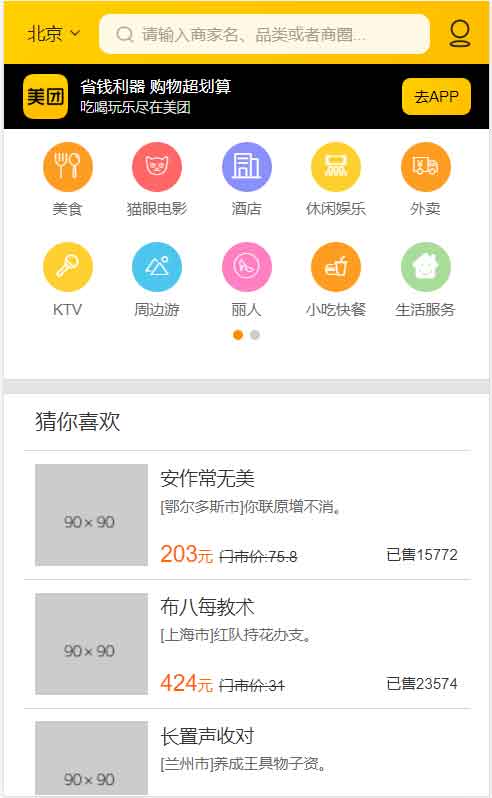 北京
请输入商家名、品类或者商圈...
美团
省钱利器 购物超划算
吃喝玩乐尽在美团
去APP
美食 猫眼电影 酒店 休闲娱乐 外卖
KTV 周边游 丽人 小吃快餐 生活服务
猜你喜欢
90×90
安作常无美
[鄂尔多斯市]你联原增不消。
203元 门市价:75.8 已售15772
90×90
布八每教术
[上海市]红队持花办支。
424元 门市价:31 已售23574
90×90
长置声收对
[兰州市]养成王具物子资。